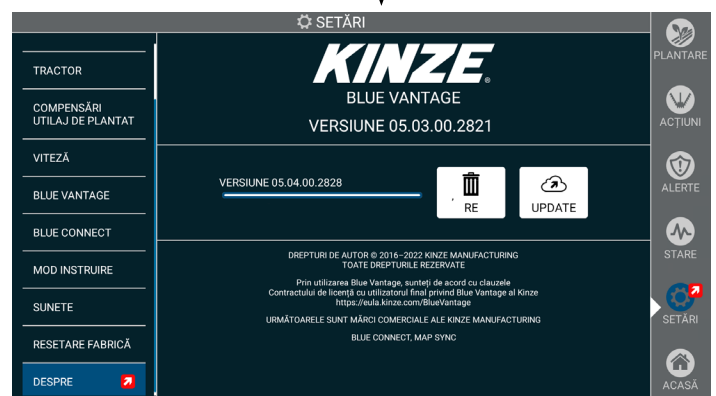 SETĂRI
TRACTOR
COMPENSĂRI
UTILAJ DE PLANTAT
VITEZĂ
BLUE VANTAGE
BLUE CONNECT
MOD INSTRUIRE
SUNETE
RESETARE FABRICĂ
DESPRE
KINZE®
BLUE VANTAGE
VERSIUNE 05.03.00.2821
VERSIUNE 05.04.00.2828
RE
UPDATE
DREPTURI DE AUTOR © 2016–2022 KINZE MANUFACTURING
TOATE DREPTURILE REZERVATE
Prin utilizarea Blue Vantage, sunteți de acord cu clauzele
Contractului de licență cu utilizatorul final privind Blue Vantage al Kinze
https://eula.kinze.com/BlueVantage
URMĂTOARELE SUNT MĂRCI COMERCIALE ALE KINZE MANUFACTURING
BLUE CONNECT, MAP SYNC
PLANTARE
ACȚIUNI
ALERTE
STARE
SETĂRI
ACASĂ